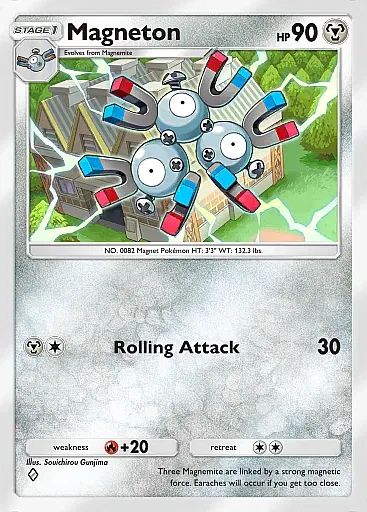 STAGE 1
Magneton
HP 90
Evolves from Magnemite
NO. 0082 Magnet Pokémon HT: 3'3" WT: 132.3 lbs.
Rolling Attack 30
weakness +20 retreat
Illus. Souichirou Gunjima
Three Magnemite are linked by a strong magnetic
force. Earaches will occur if you get too close.